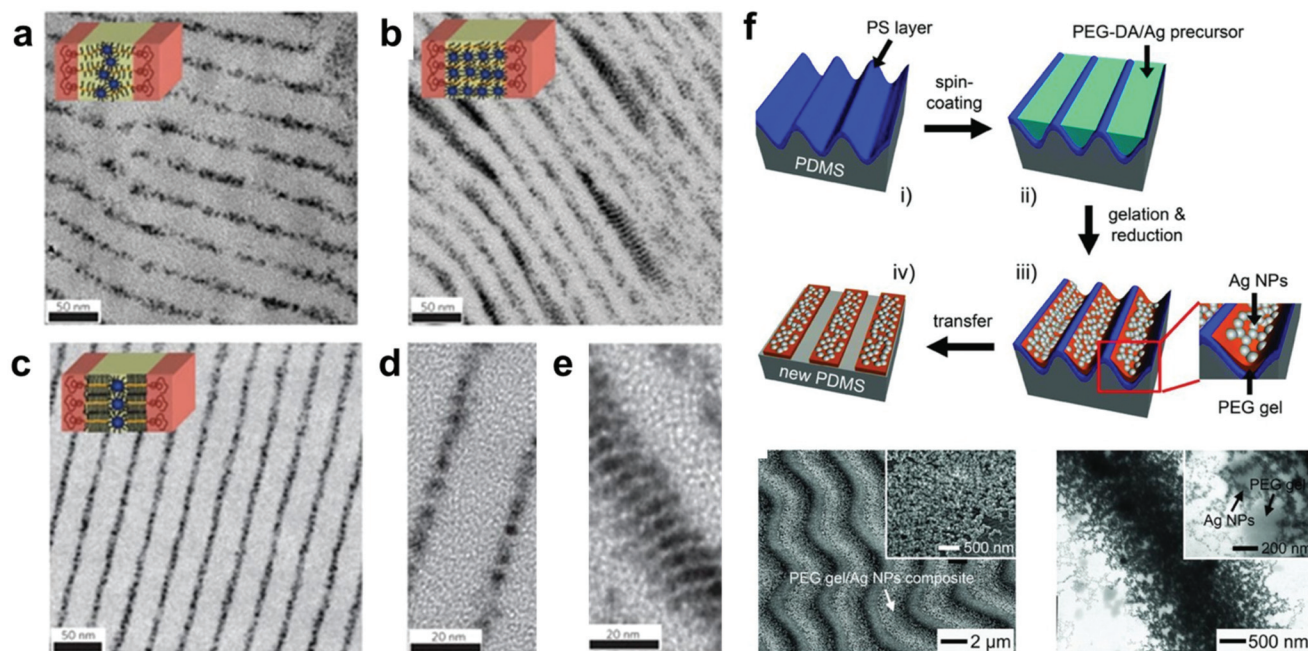 a
50 nm
b
50 nm
c
50 nm
d
20 nm
e
20 nm
f
PS layer
PDMS
i)
spin-
coating
PEG-DA/Ag precursor
ii)
gelation &
reduction
iii)
Ag NPs
PEG gel
transfer
iv)
new PDMS
500 nm
PEG gel/Ag NPs composite
2 µm
PEG gel
Ag NPs
200 nm
500 nm